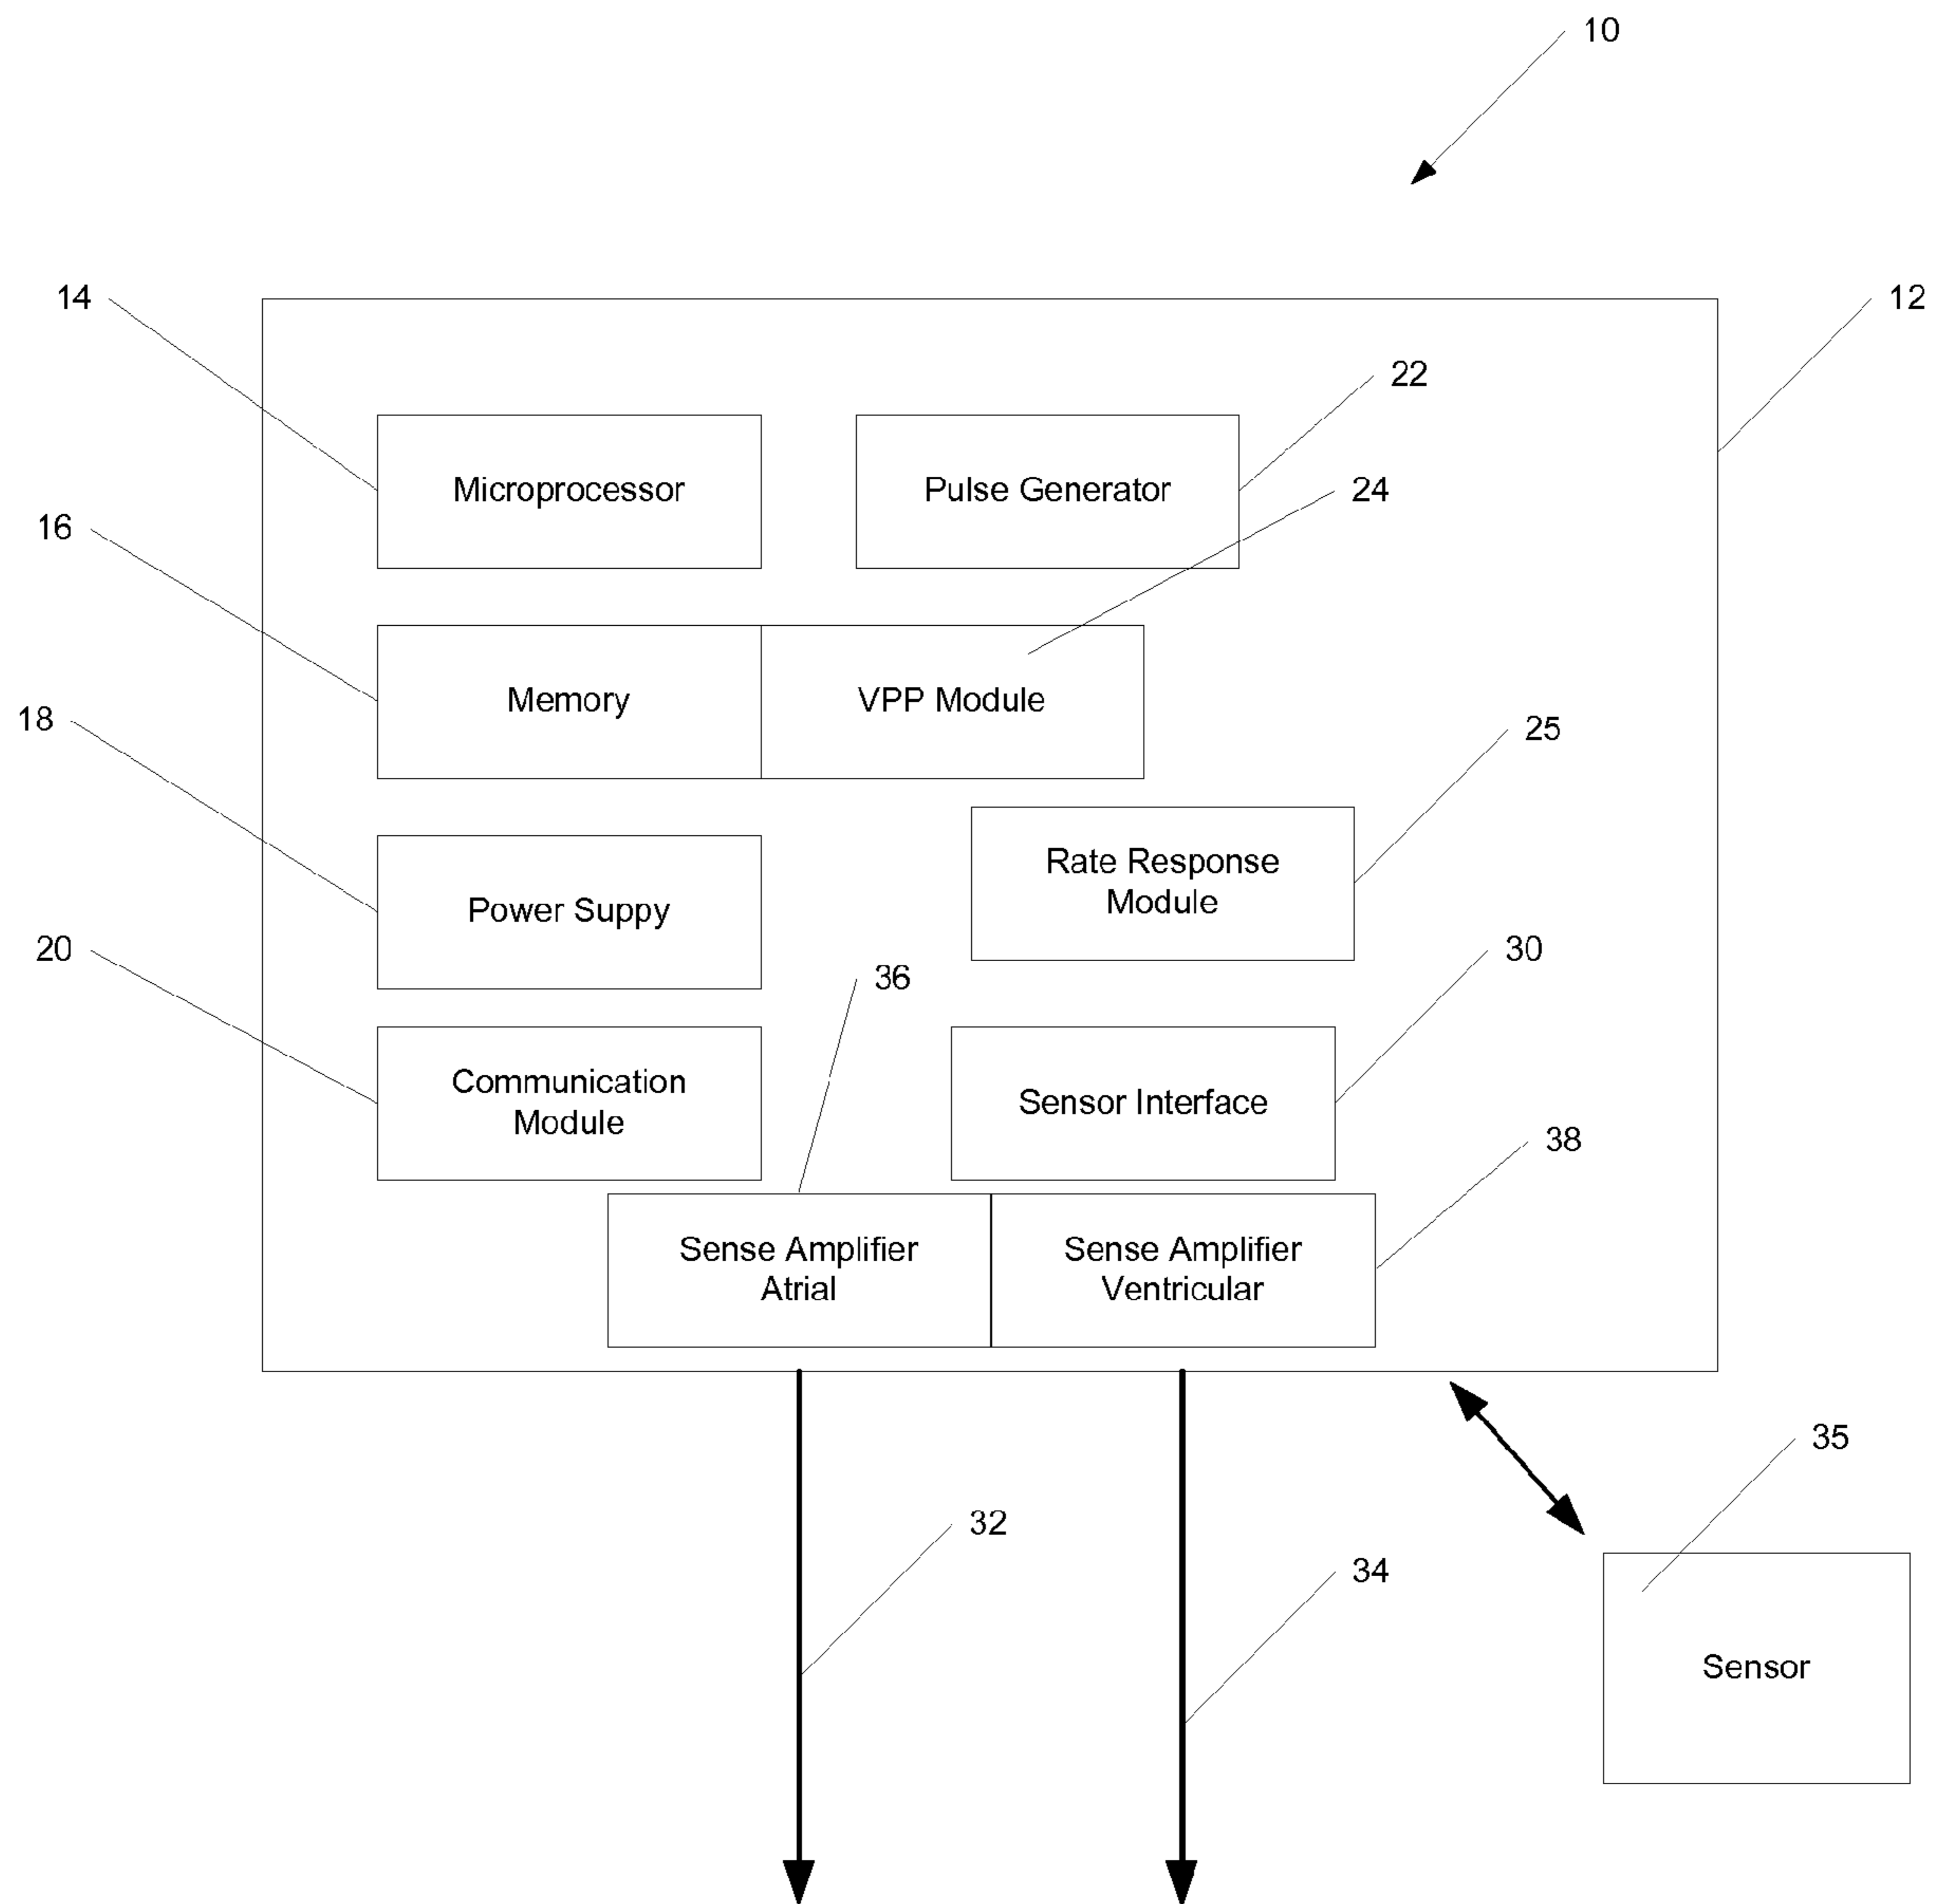 10
14
12
22
Microprocessor
Pulse Generator
24
16
Memory
VPP Module
18
25
Rate Response
Module
Power Suppy
20
36
30
Communication
Module
Sensor Interface
38
Sense Amplifier
Atrial
Sense Amplifier
Ventricular
35
32
34
Sensor